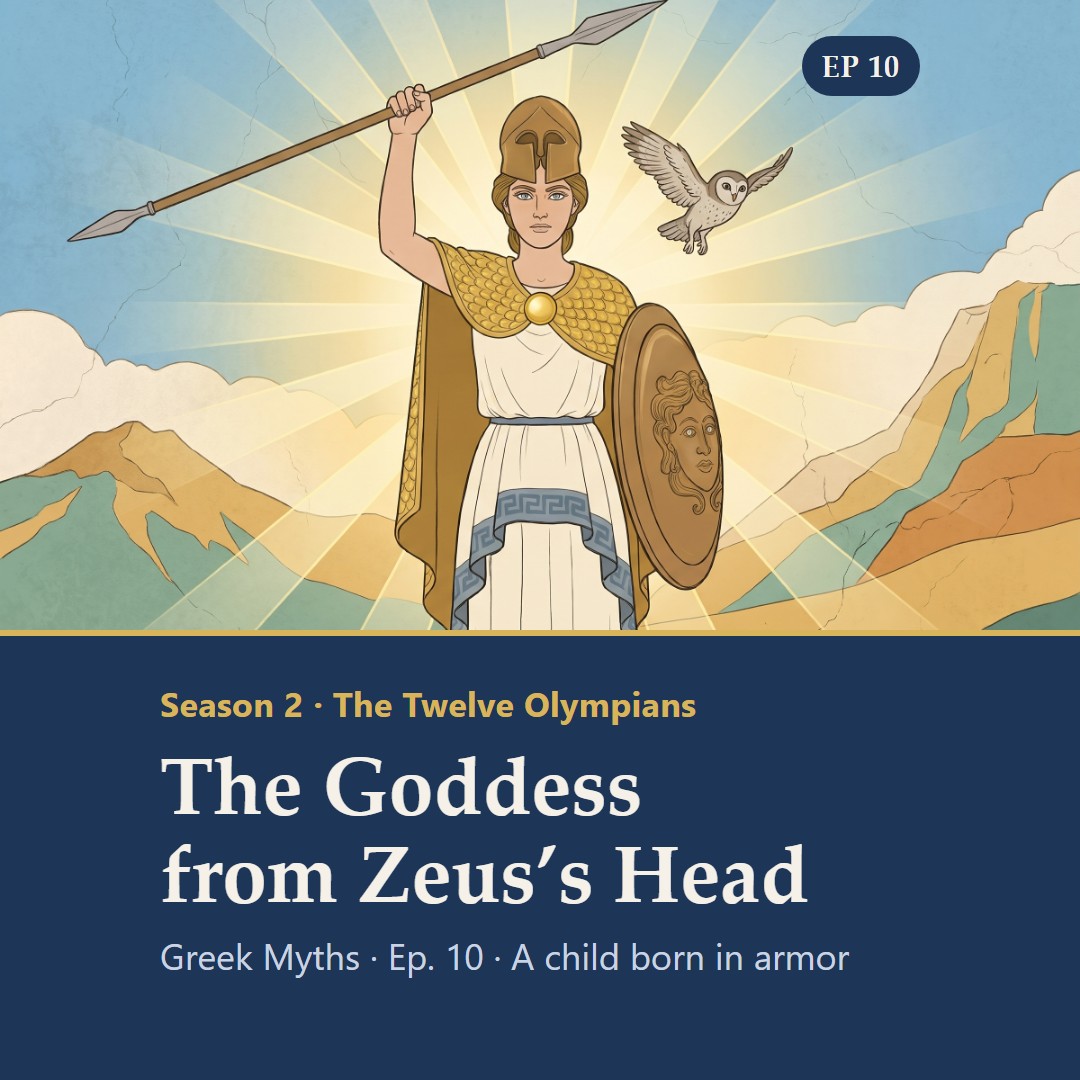 EP 10
Season 2 · The Twelve Olympians
The Goddess
from Zeus’s Head
Greek Myths · Ep. 10 · A child born in armor